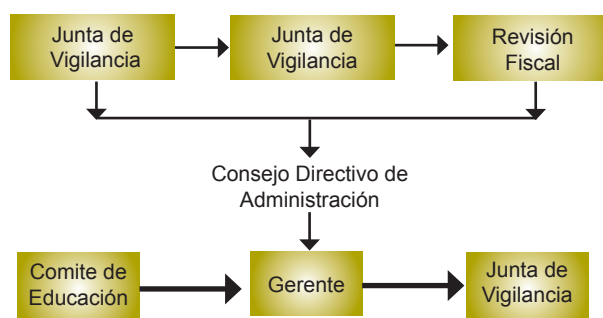 Junta de
Vigilancia
Junta de
Vigilancia
Revisión
Fiscal
Consejo Directivo de
Administración
Comite de
Educación
Gerente
Junta de
Vigilancia